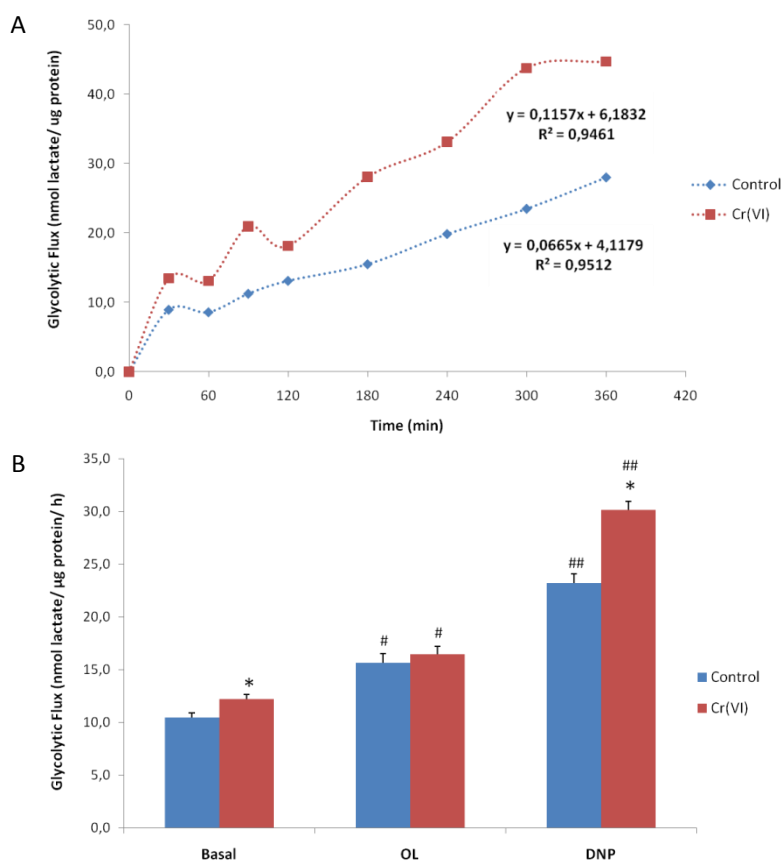 A
Glycolytic Flux (nmol lactate/ ug protein)
50,0
40,0
30,0
20,0
10,0
0,0
y = 0,1157x + 6,1832
R² = 0,9461
y = 0,0665x + 4,1179
R² = 0,9512
Control
Cr(VI)
0 60 120 180 240 300 360 420
Time (min)
B
Glycolytic Flux (nmol lactate/ µg protein/ h)
35,0
30,0
25,0
20,0
15,0
10,0
5,0
0,0
*
#
#
##
##
*
Control
Cr(VI)
Basal OL DNP